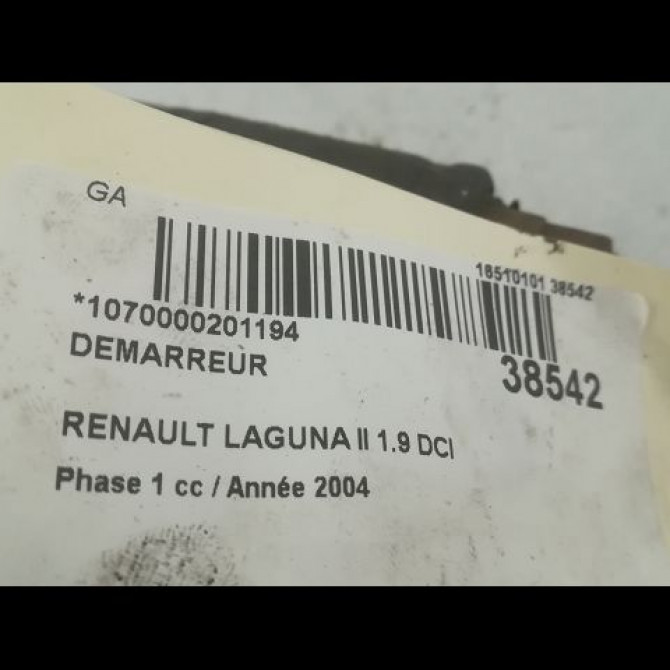 GA
16510101 38542
*1070000201194
DEMARREUR
38542
RENAULT LAGUNA II 1.9 DCI
Phase 1 cc / Année 2004